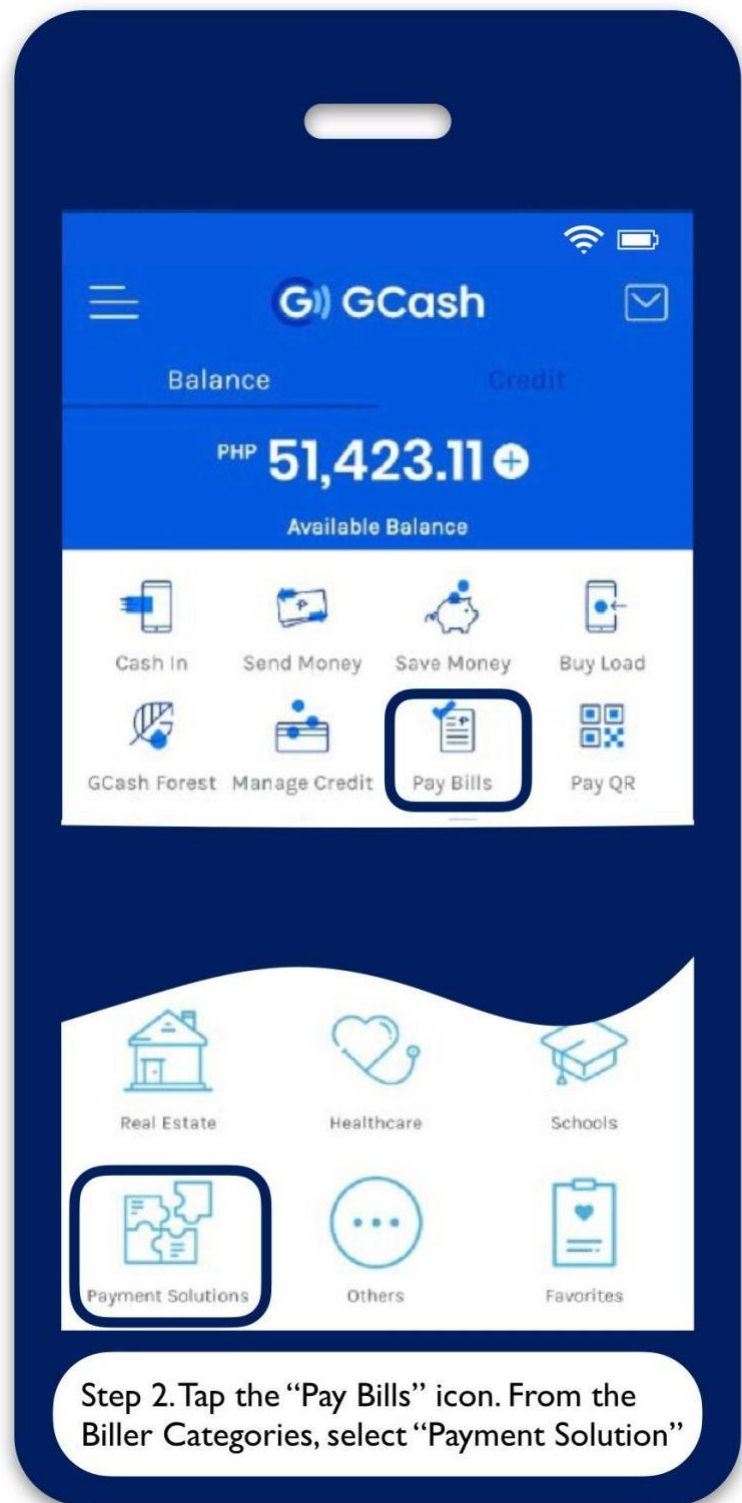 G)) GCash
Balance Credit
PHP 51,423.11
Available Balance
Cash In Send Money Save Money Buy Load
GCash Forest Manage Credit Pay Bills Pay QR
Real Estate Healthcare Schools
Payment Solutions Others Favorites
Step 2. Tap the “Pay Bills” icon. From the
Biller Categories, select “Payment Solution”